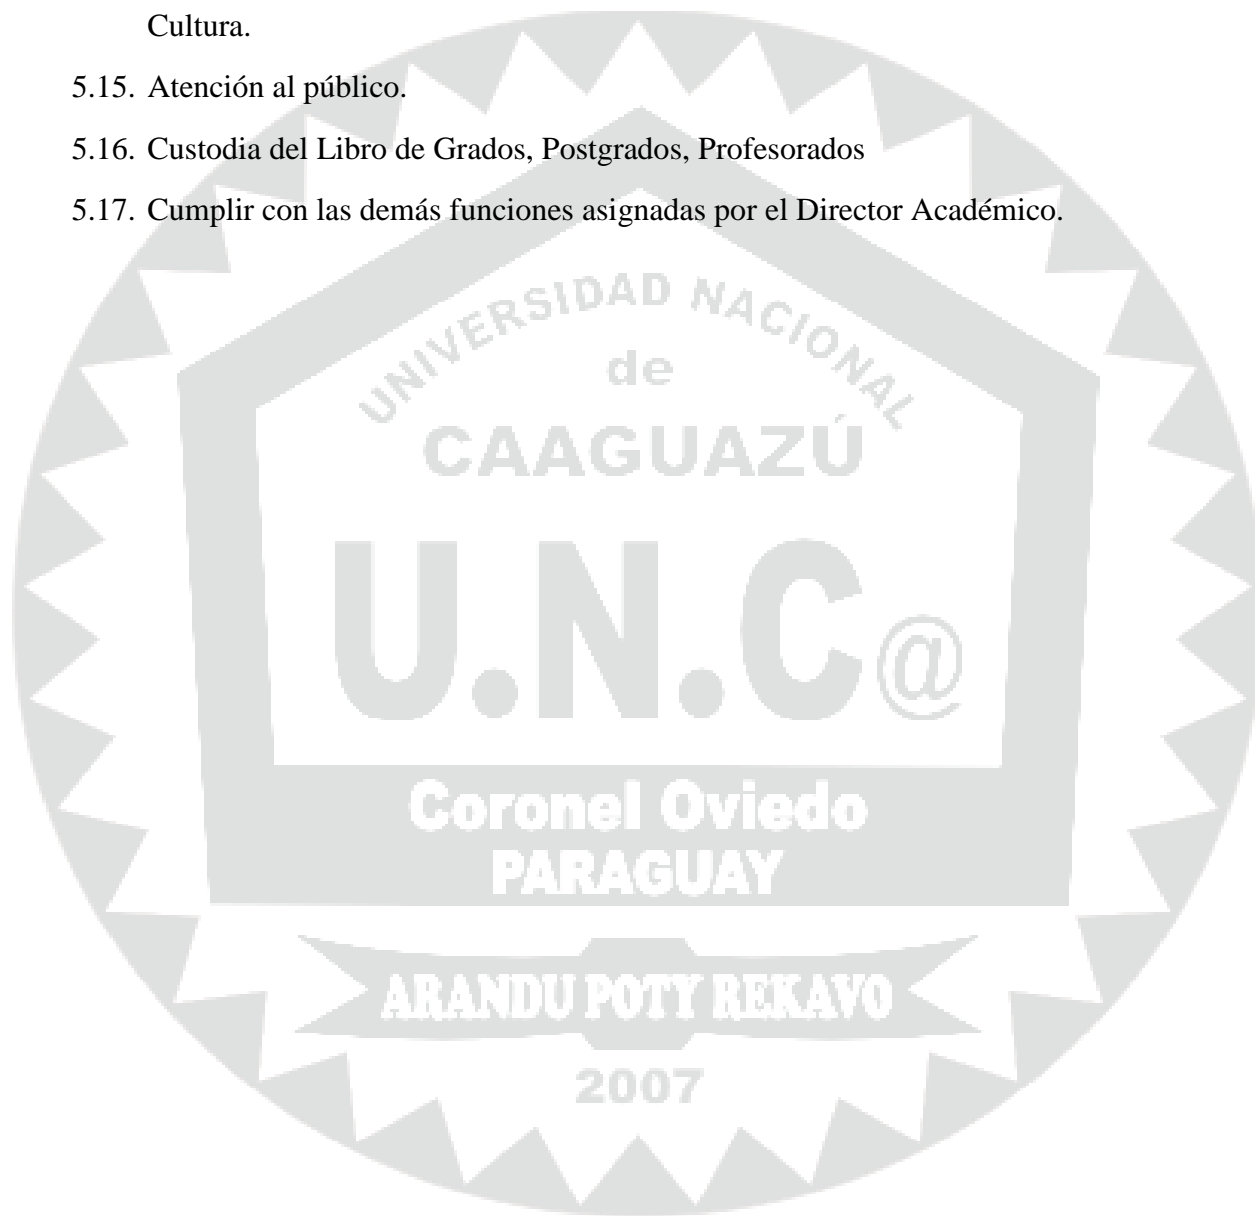 Cultura.
5.15. Atención al público.
5.16. Custodia del Libro de Grados, Postgrados, Profesorados
5.17. Cumplir con las demás funciones asignadas por el Director Académico.
UNIVERSIDAD NACIONAL
de
CAAGUAZÚ
U.N.C@
Coronel Oviedo
PARAGUAY
ARANDU POTY REKAVO
2007